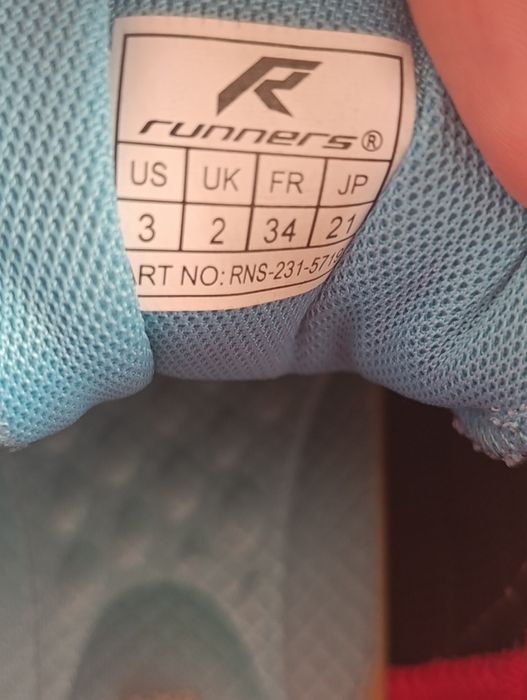 runners®
US UK FR JP
3 2 34 21
ART NO: RNS-231-571